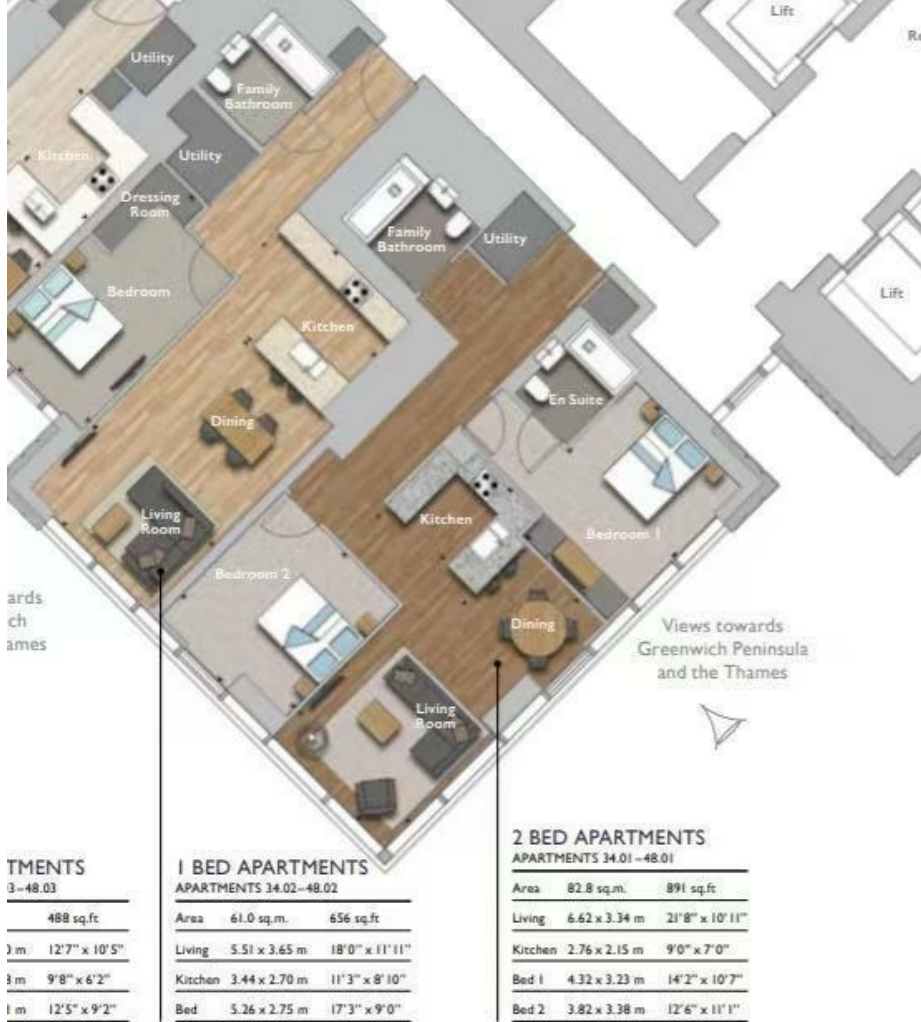 Lift
Utility
Family
Bathroom
Kitchen
Utility
Dressing
Room
Family
Bathroom
Utility
Bedroom
Lift
Kitchen
En Suite
Dining
Living
Room
Kitchen
Bedroom 1
Bedroom 2
Dining
Living
Room
Views towards
Greenwich Peninsula
and the Thames
TMENTS
3–48.03
488 sq.ft
0 m 12'7" x 10'5"
8 m 9'8" x 6'2"
1 m 12'5" x 9'2"
1 BED APARTMENTS
APARTMENTS 34.02–48.02
Area 61.0 sq.m. 656 sq.ft
Living 5.51 x 3.65 m 18'0" x 11'11"
Kitchen 3.44 x 2.70 m 11'3" x 8'10"
Bed 5.26 x 2.75 m 17'3" x 9'0"
2 BED APARTMENTS
APARTMENTS 34.01–48.01
Area 82.8 sq.m. 891 sq.ft
Living 6.62 x 3.34 m 21'8" x 10'11"
Kitchen 2.76 x 2.15 m 9'0" x 7'0"
Bed 1 4.32 x 3.23 m 14'2" x 10'7"
Bed 2 3.82 x 3.38 m 12'6" x 11'1"